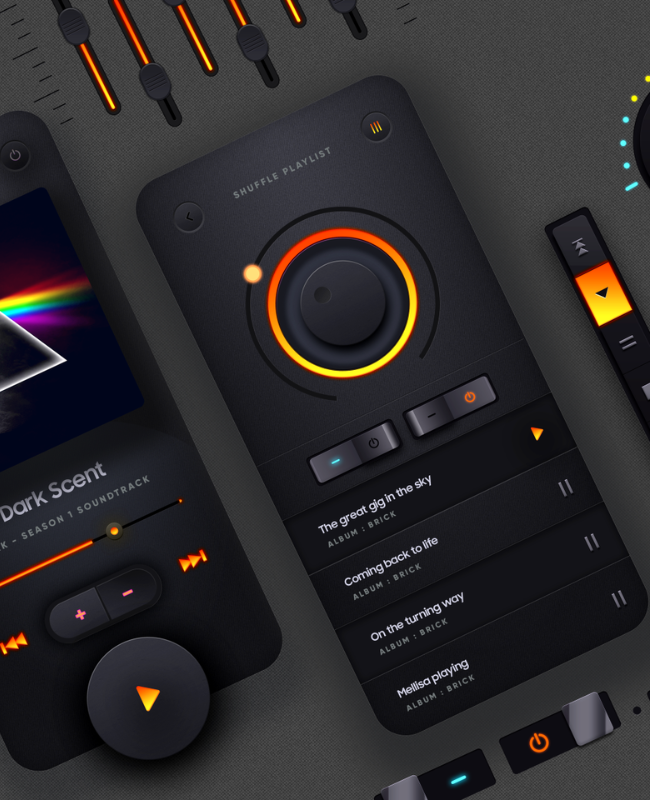 SHUFFLE PLAYLIST
The great gig in the sky
ALBUM : BRICK
Coming back to life
ALBUM : BRICK
On the turning way
ALBUM : BRICK
Mellisa playing
ALBUM : BRICK
Dark Scent
K - SEASON 1 SOUNDTRACK